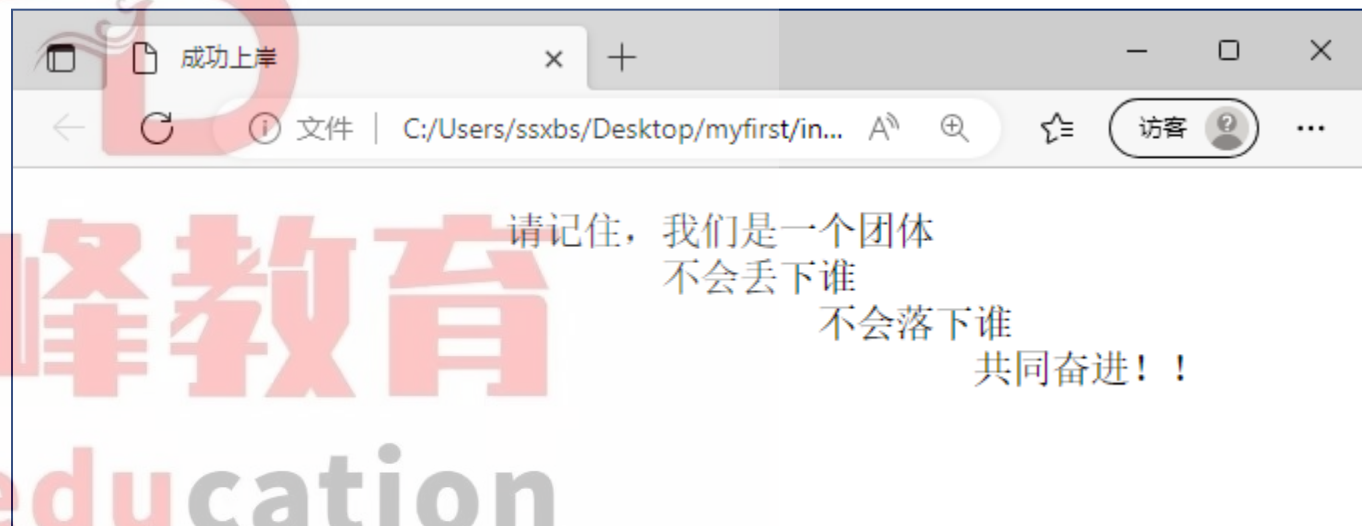 成功上岸
文件 C:/Users/ssxbs/Desktop/myfirst/in... 访客
请记住，我们是一个团体
不会丢下谁
不会落下谁
共同奋进！！
峰教育
education